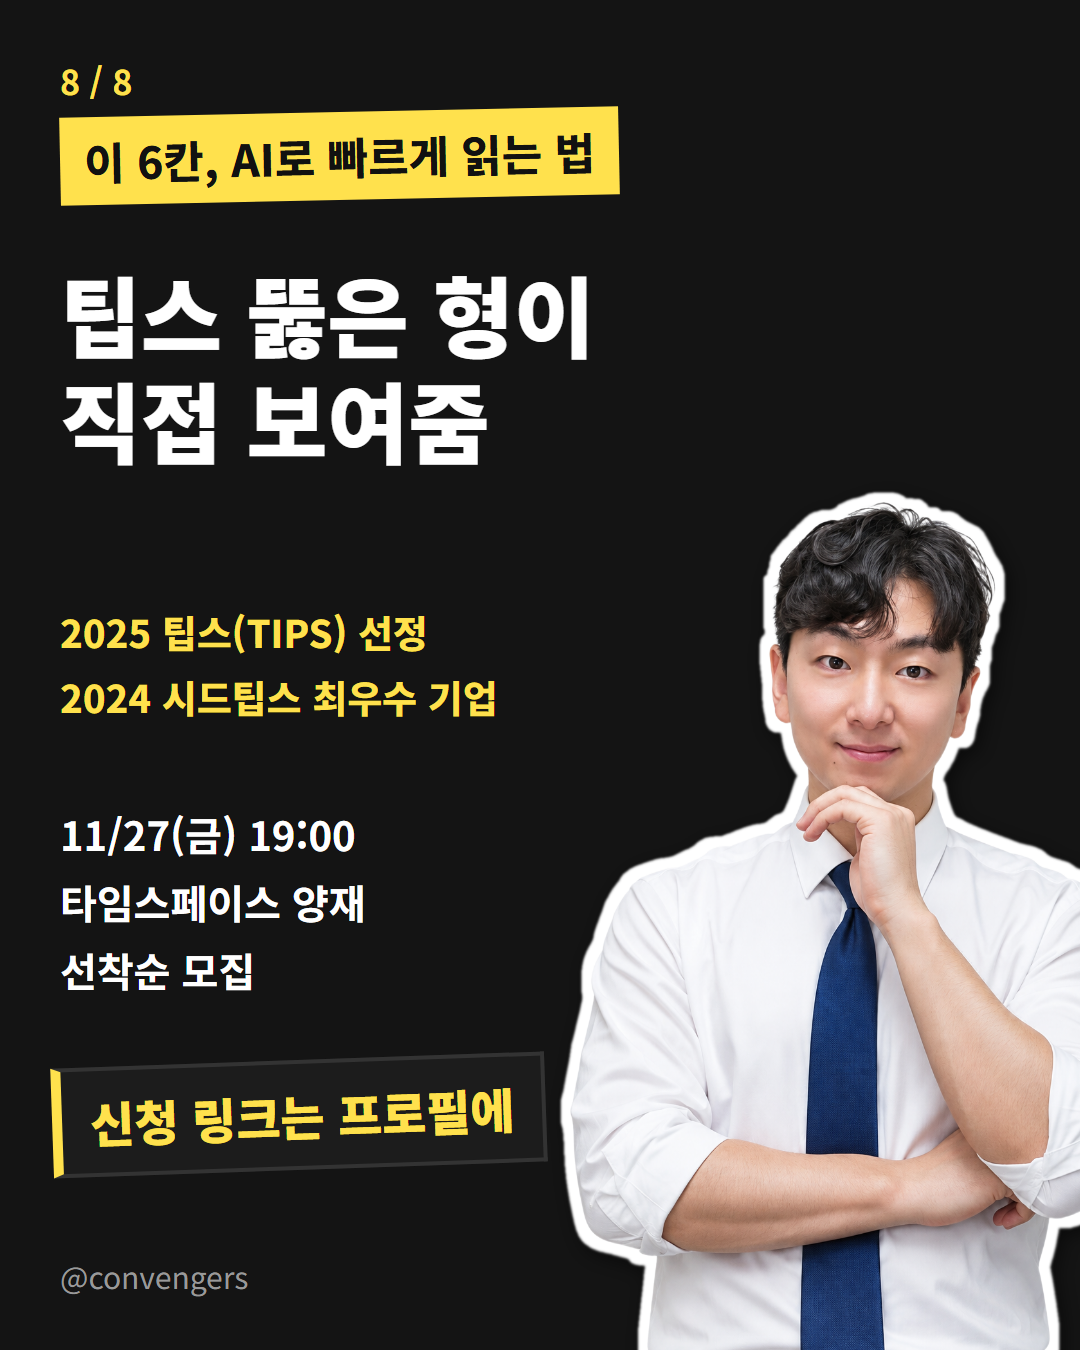 8 / 8
이 6칸, AI로 빠르게 읽는 법
팁스 뚫은 형이
직접 보여줌
2025 팁스(TIPS) 선정
2024 시드팁스 최우수 기업
11/27(금) 19:00
타임스페이스 양재
선착순 모집
신청 링크는 프로필에
@convengers